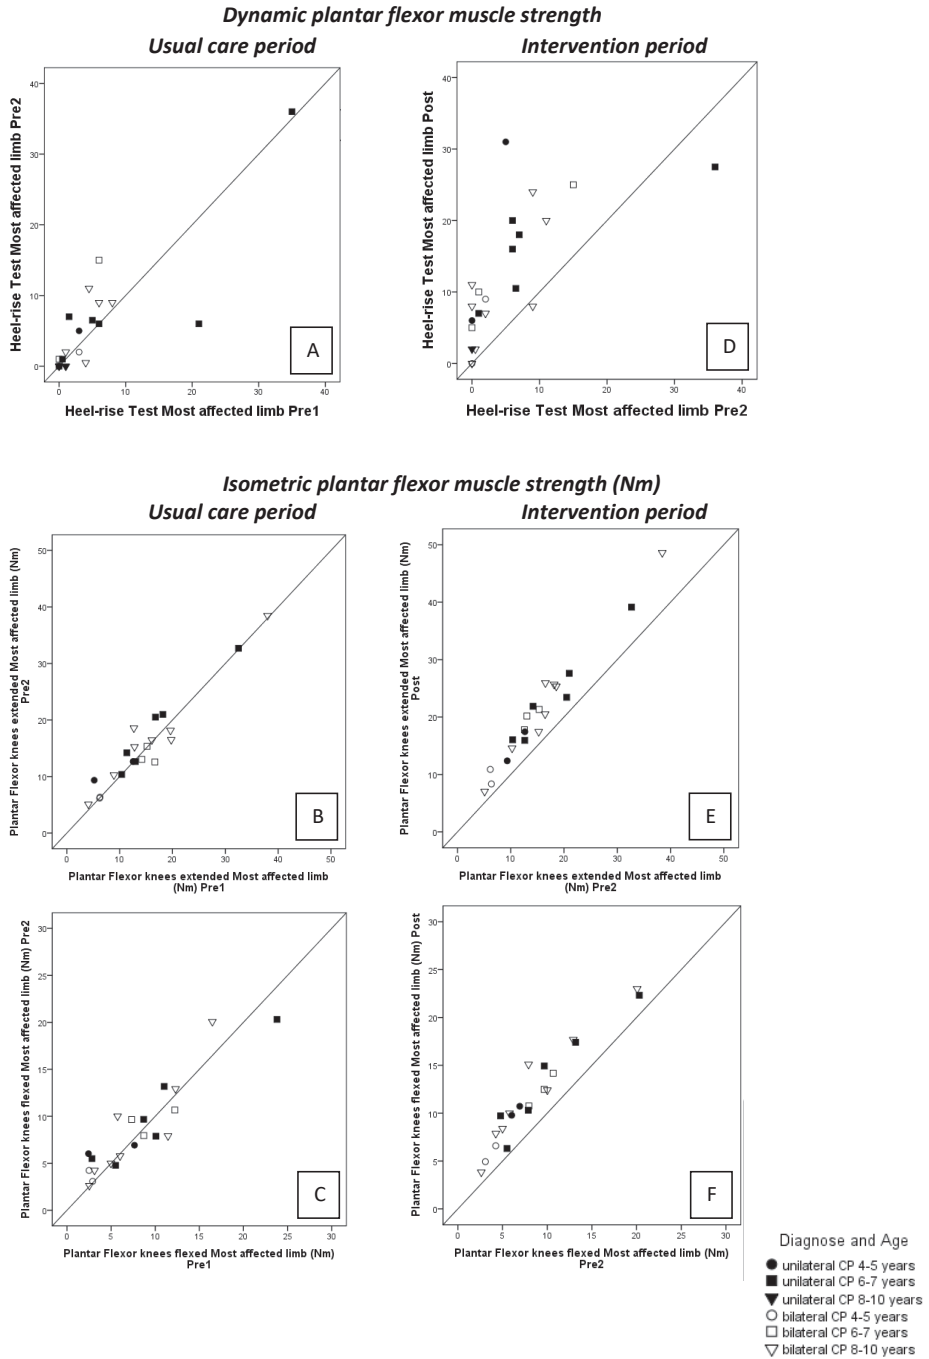 Dynamic plantar flexor muscle strength
Usual care period
Intervention period
Heel-rise Test Most affected limb Pre2
40
30
20
10
0
A
0 10 20 30 40
Heel-rise Test Most affected limb Pre1
Heel-rise Test Most affected limb Post
40
30
20
10
0
D
0 10 20 30 40
Heel-rise Test Most affected limb Pre2
Isometric plantar flexor muscle strength (Nm)
Usual care period
Intervention period
Plantar Flexor knees extended Most affected limb (Nm)
Pre2
50
40
30
20
10
0
B
0 10 20 30 40 50
Plantar Flexor knees extended Most affected limb
(Nm) Pre1
Plantar Flexor knees extended Most affected limb (Nm)
Post
50
40
30
20
10
0
E
0 10 20 30 40 50
Plantar Flexor knees extended Most affected limb
(Nm) Pre2
Plantar Flexor knees flexed Most affected limb (Nm) Pre2
30
25
20
15
10
5
0
C
0 5 10 15 20 25 30
Plantar Flexor knees flexed Most affected limb (Nm)
Pre1
Plantar Flexor knees flexed Most affected limb (Nm) Post
30
25
20
15
10
5
0
F
0 5 10 15 20 25 30
Plantar Flexor knees flexed Most affected limb (Nm)
Pre2
Diagnose and Age
unilateral CP 4-5 years
unilateral CP 6-7 years
unilateral CP 8-10 years
bilateral CP 4-5 years
bilateral CP 6-7 years
bilateral CP 8-10 years